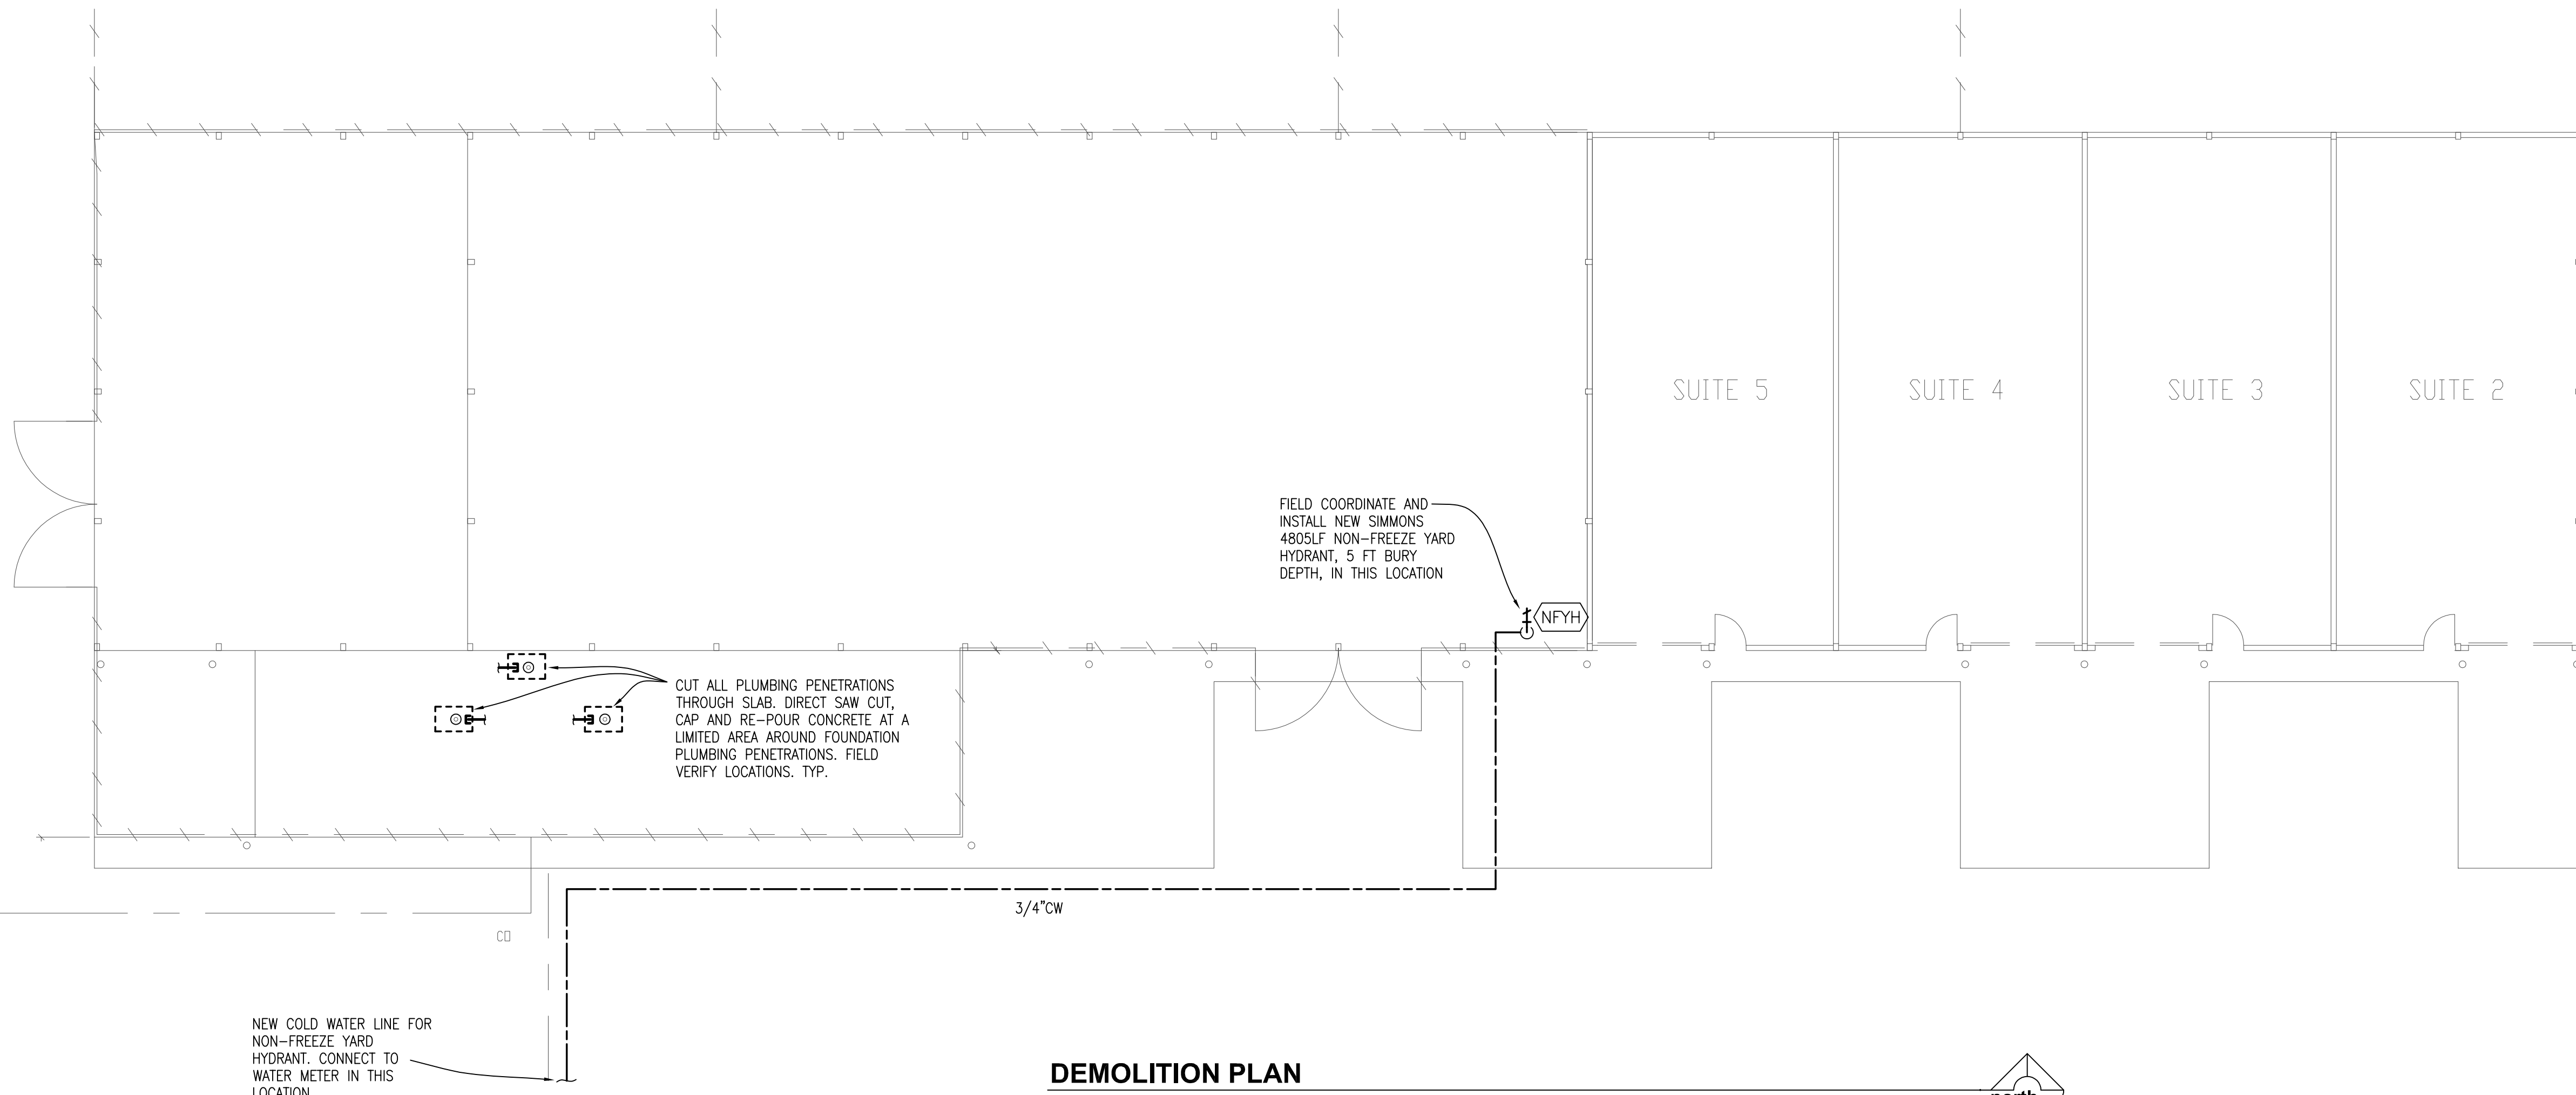 SUITE 5
SUITE 4
SUITE 3
SUITE 2
FIELD COORDINATE AND
INSTALL NEW SIMMONS
4805LF NON-FREEZE YARD
HYDRANT, 5 FT BURY
DEPTH, IN THIS LOCATION
NFYH
CUT ALL PLUMBING PENETRATIONS
THROUGH SLAB. DIRECT SAW CUT,
CAP AND RE-POUR CONCRETE AT A
LIMITED AREA AROUND FOUNDATION
PLUMBING PENETRATIONS. FIELD
VERIFY LOCATIONS. TYP.
3/4"CW
CO
NEW COLD WATER LINE FOR
NON-FREEZE YARD
HYDRANT. CONNECT TO
WATER METER IN THIS
LOCATION
DEMOLITION PLAN
north